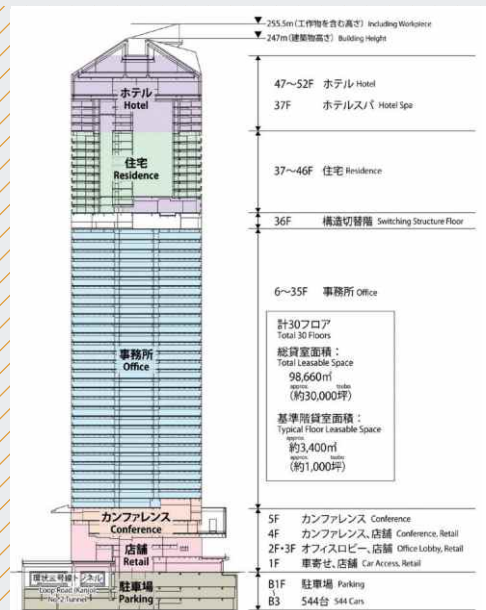 255.5m(工作物を含む高さ) Including Workpiece
247m(建築物高さ) Building Height
ホテル
Hotel
47～52F ホテル Hotel
37F ホテルスパ Hotel Spa
住宅
Residence
37～46F 住宅 Residence
36F 構造切替階 Switching Structure Floor
6～35F 事務所 Office
事務所
Office
計30フロア
Total 30 Floors
総貸室面積：
Total Leasable Space
98,660㎡
approx. tsubo
(約30,000坪)
基準階貸室面積：
Typical Floor Leasable Space
approx.
約3,400㎡
approx. tsubo
(約1,000坪)
カンファレンス
Conference
店舗
Retail
5F カンファレンス Conference
4F カンファレンス、店舗 Conference, Retail
2F・3F オフィスロビー、店舗 Office Lobby, Retail
1F 車寄せ、店舗 Car Access, Retail
環状二号線トンネル
Loop Road (Kanjo)
No. 2 Tunnel
駐車場
Parking
B1F 駐車場 Parking
～
B3 544台 544 Cars